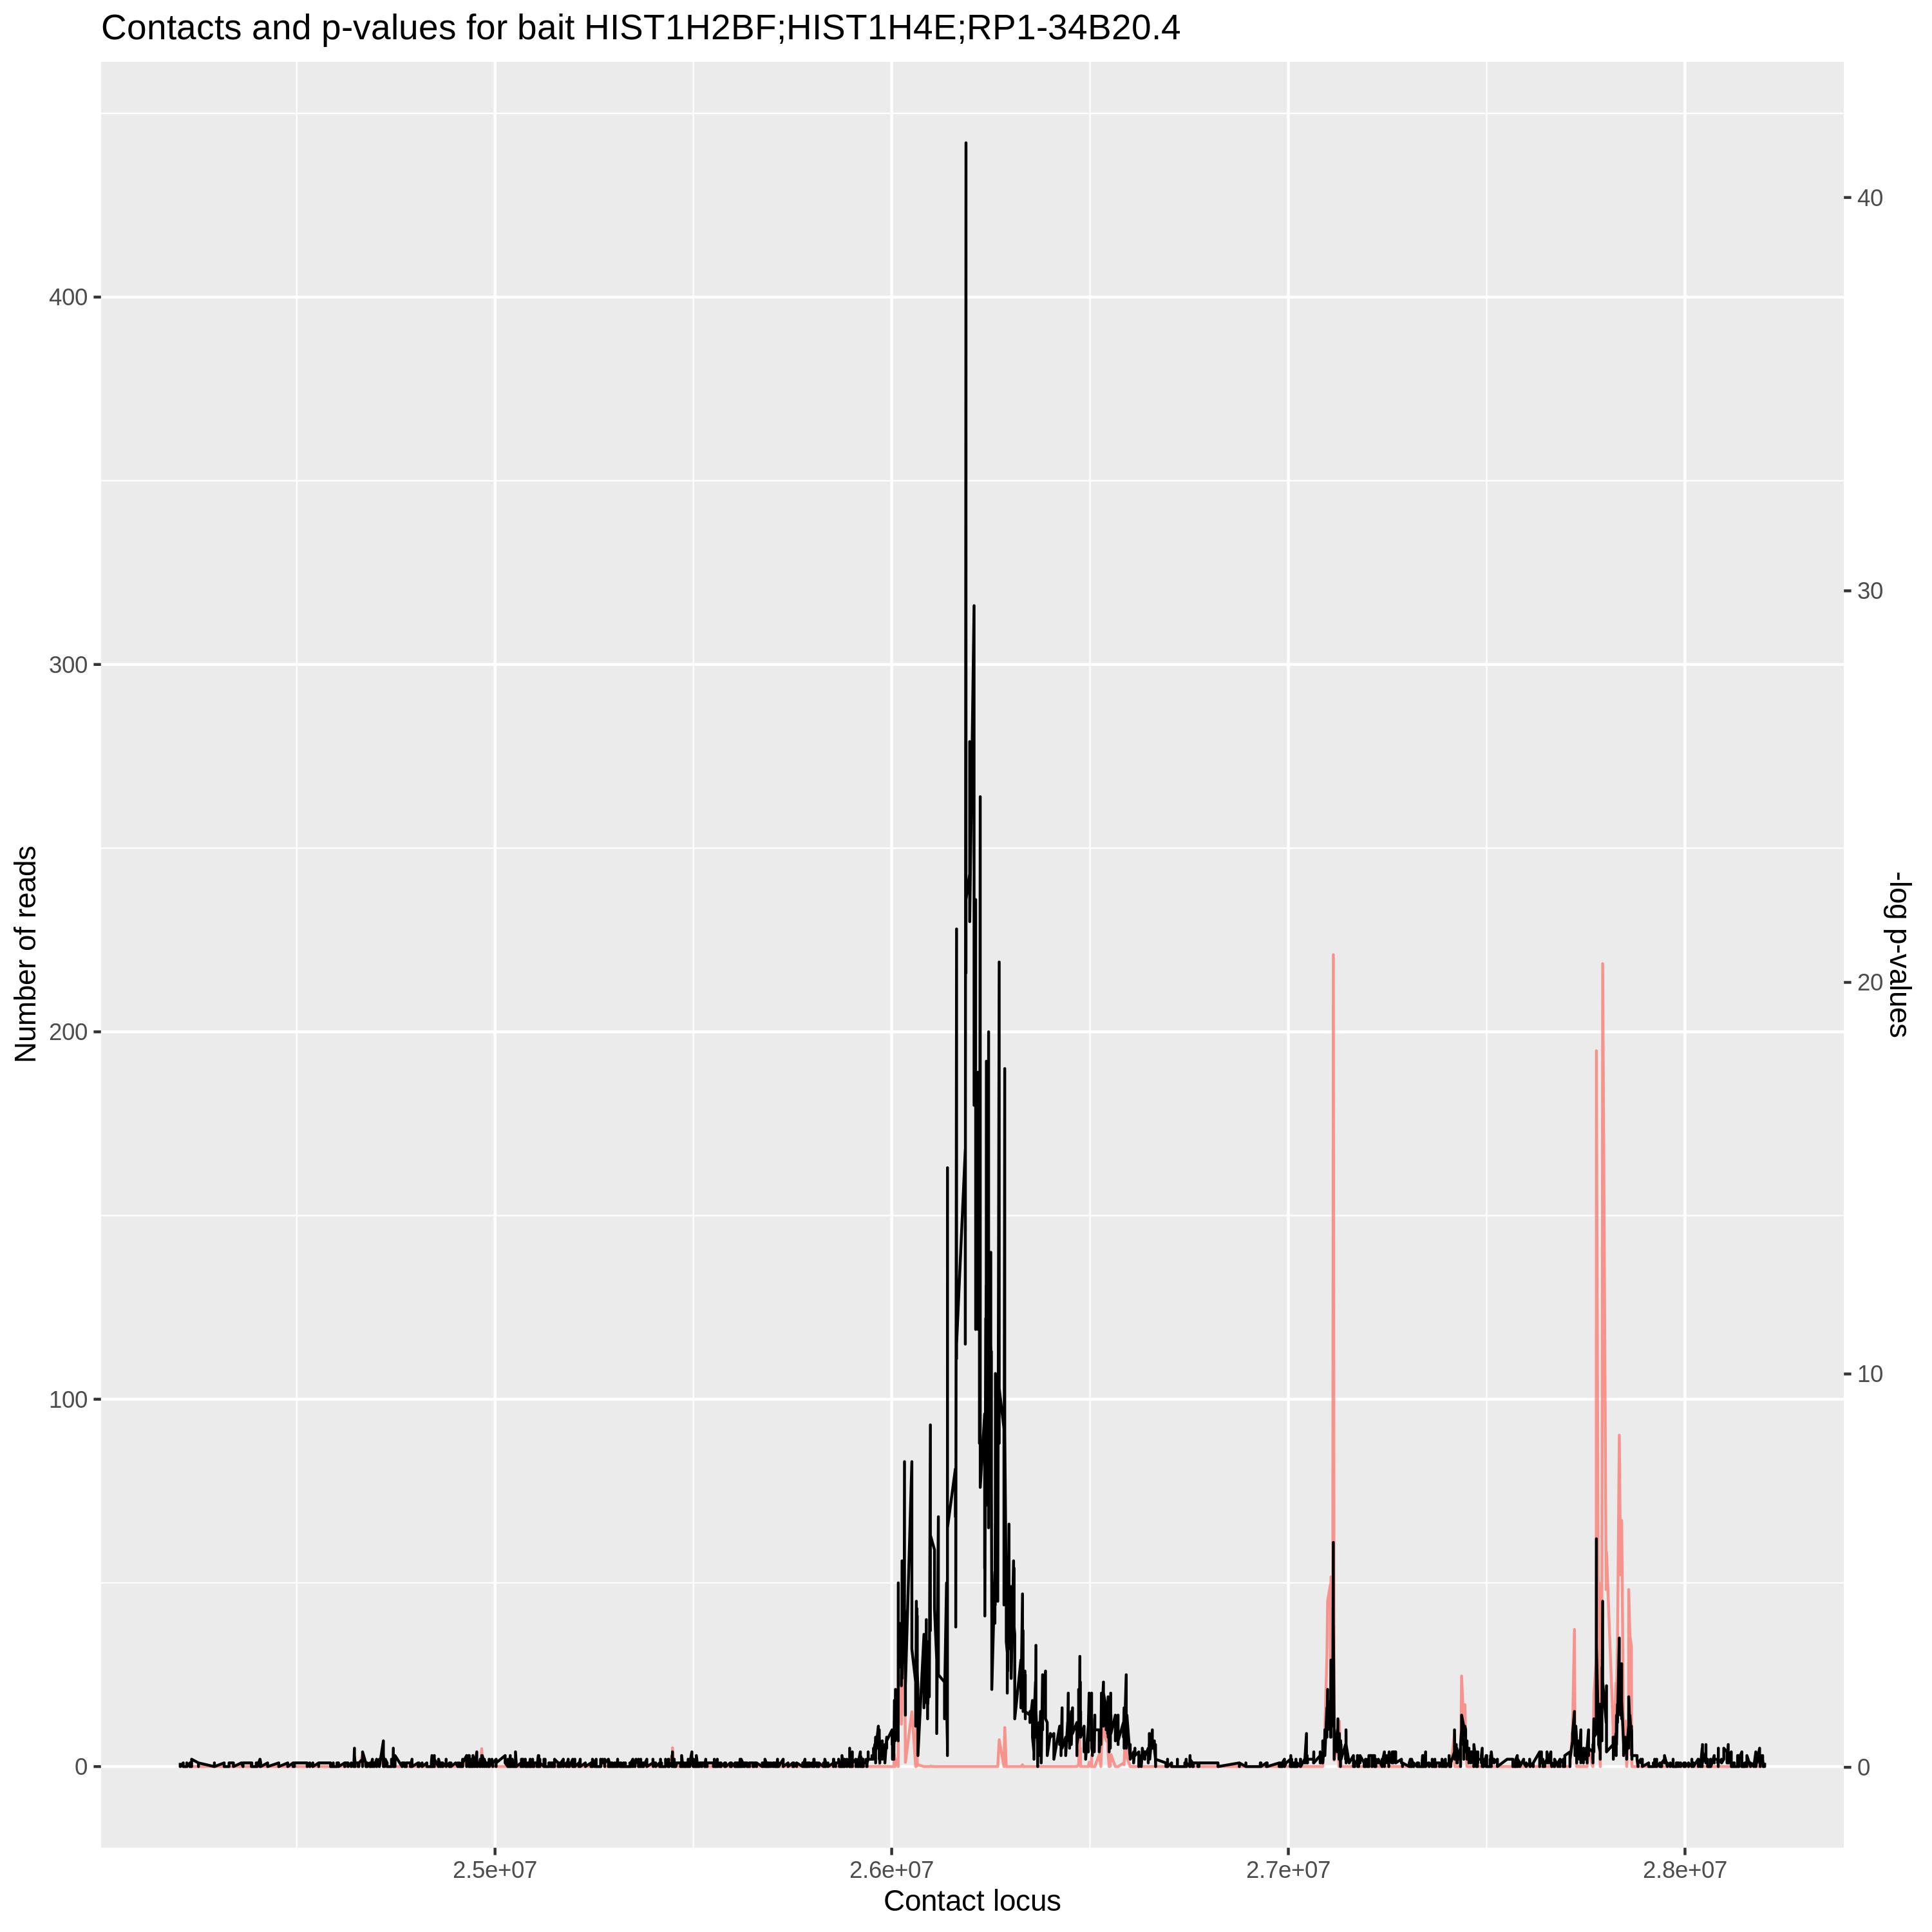 Contacts and p-values for bait HIST1H2BF;HIST1H4E;RP1-34B20.4
400
300
200
100
0
Number of reads
40
30
20
10
0
-log p-values
2.5e+07
2.6e+07
2.7e+07
2.8e+07
Contact locus